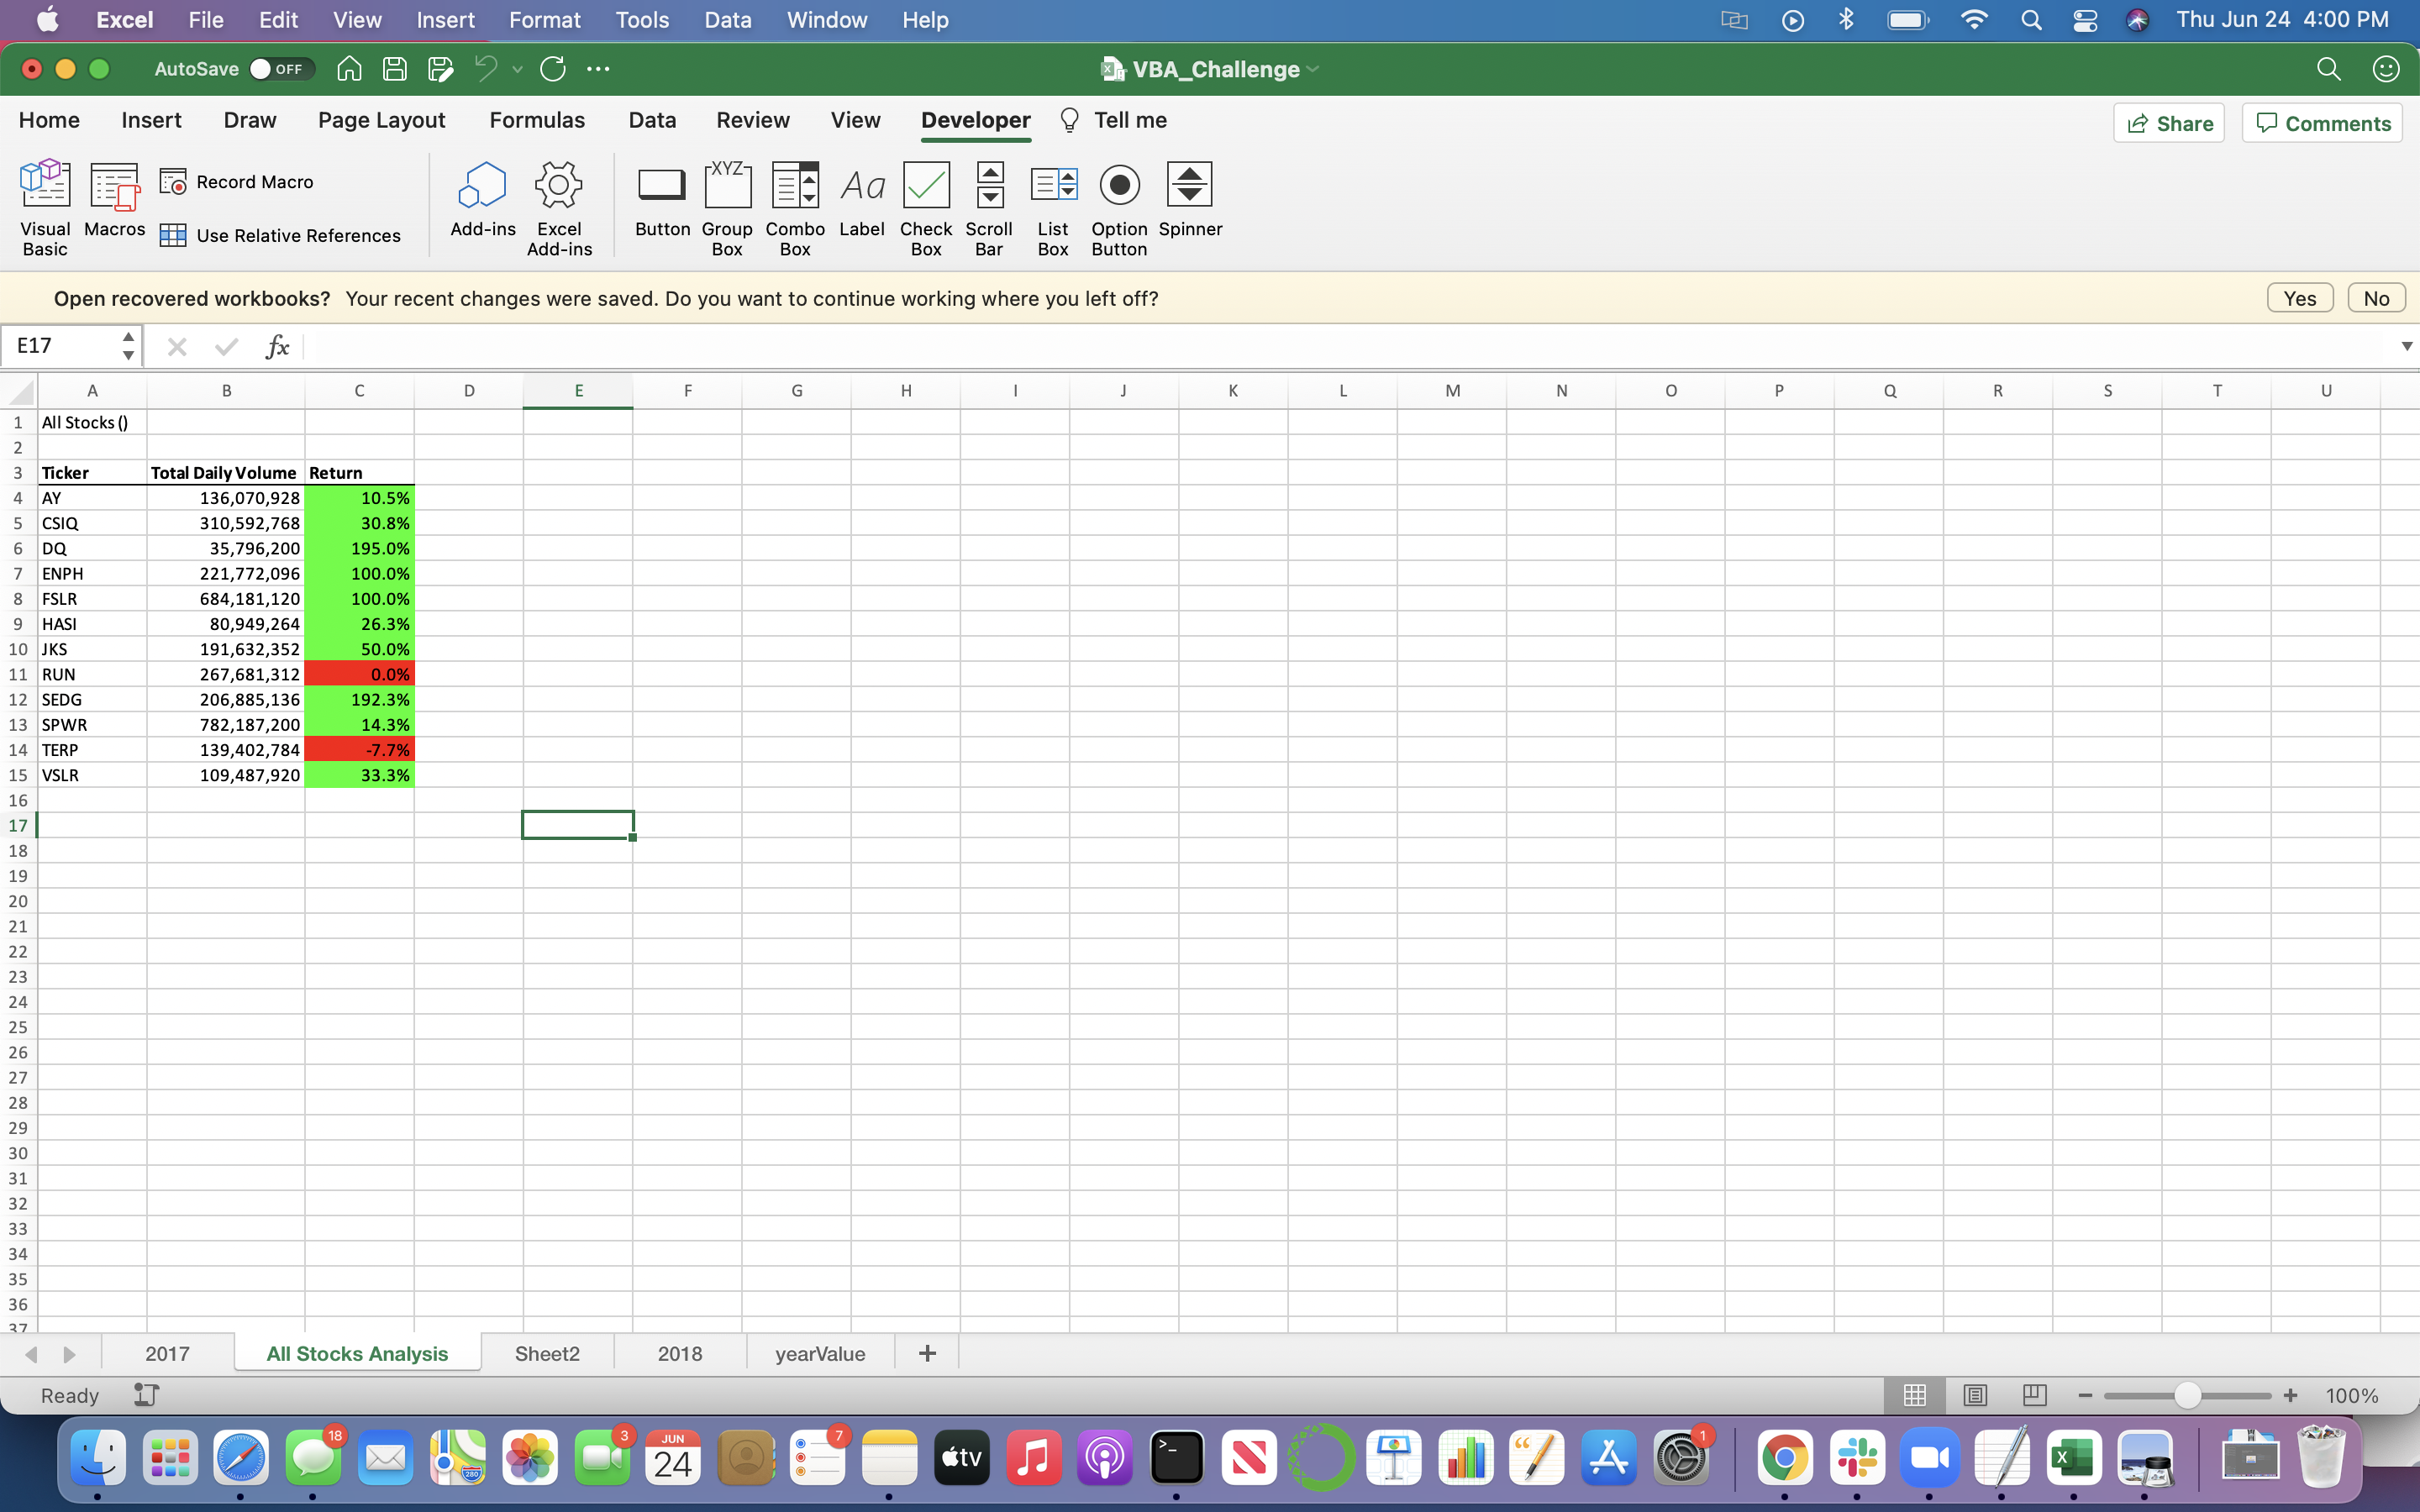 Excel File Edit View Insert Format Tools Data Window Help Thu Jun 24 4:00 PM
AutoSave OFF VBA_Challenge
Home Insert Draw Page Layout Formulas Data Review View Developer Tell me Share Comments
Visual Basic Macros Record Macro Use Relative References Add-ins Excel Add-ins Button XYZ Group Box Combo Box Aa Label Check Box Scroll Bar List Box Option Button Spinner
Open recovered workbooks? Your recent changes were saved. Do you want to continue working where you left off? Yes No
E17 fx
A B C D E F G H I J K L M N O P Q R S T U
1 All Stocks ()
2
3 Ticker Total Daily Volume Return
4 AY 136,070,928 10.5%
5 CSIQ 310,592,768 30.8%
6 DQ 35,796,200 195.0%
7 ENPH 221,772,096 100.0%
8 FSLR 684,181,120 100.0%
9 HASI 80,949,264 26.3%
10 JKS 191,632,352 50.0%
11 RUN 267,681,312 0.0%
12 SEDG 206,885,136 192.3%
13 SPWR 782,187,200 14.3%
14 TERP 139,402,784 -7.7%
15 VSLR 109,487,920 33.3%
16
17
18
19
20
21
22
23
24
25
26
27
28
29
30
31
32
33
34
35
36
37
2017 All Stocks Analysis Sheet2 2018 yearValue +
Ready 100%
18 280 3 JUN 24 7 tv >_ 1 X